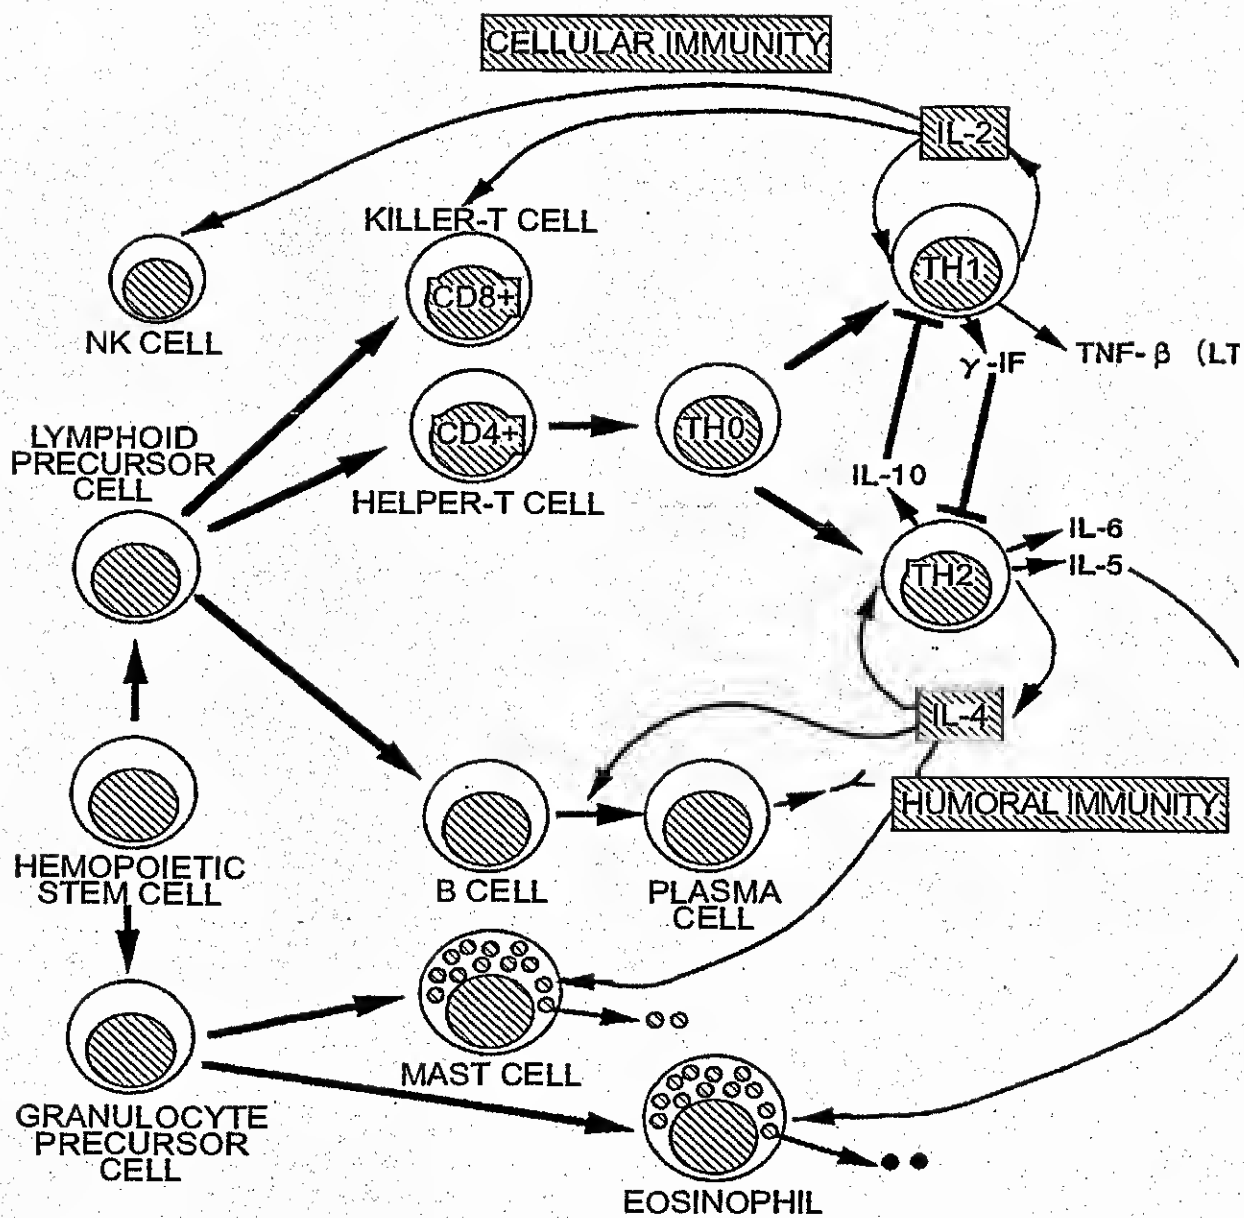 CELLULAR IMMUNITY
IL-2
KILLER-T CELL
CD8+
TH1
NK CELL
γ-IF
TNF-β (LT
LYMPHOID
PRECURSOR
CELL
CD4+
TH0
HELPER-T CELL
IL-10
IL-6
IL-5
TH2
IL-4
HUMORAL IMMUNITY
HEMOPOIETIC
STEM CELL
B CELL
PLASMA
CELL
MAST CELL
GRANULOCYTE
PRECURSOR
CELL
EOSINOPHIL